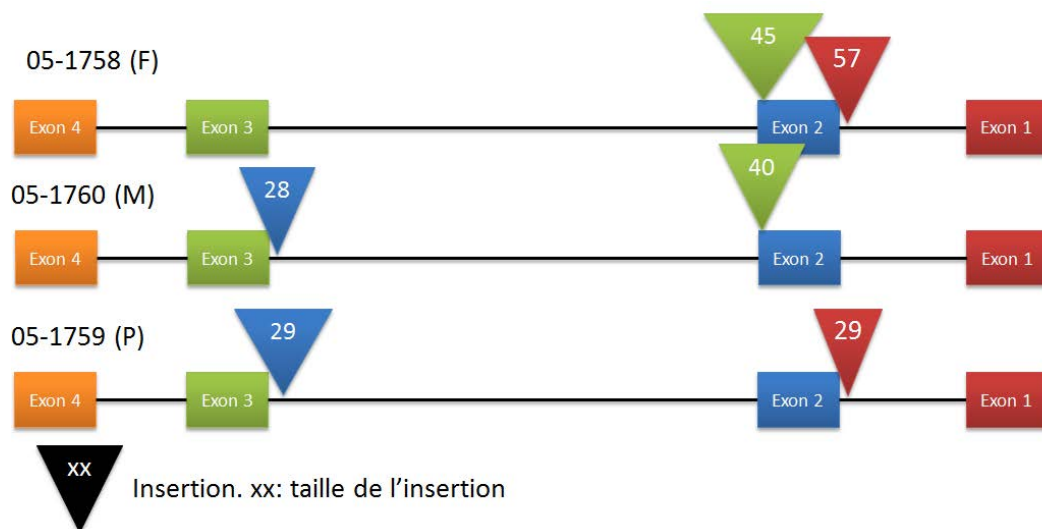 45
57
05-1758 (F)
Exon 4
Exon 3
Exon 2
Exon 1
28
40
05-1760 (M)
Exon 4
Exon 3
Exon 2
Exon 1
29
29
05-1759 (P)
Exon 4
Exon 3
Exon 2
Exon 1
xx
Insertion. xx: taille de l’insertion